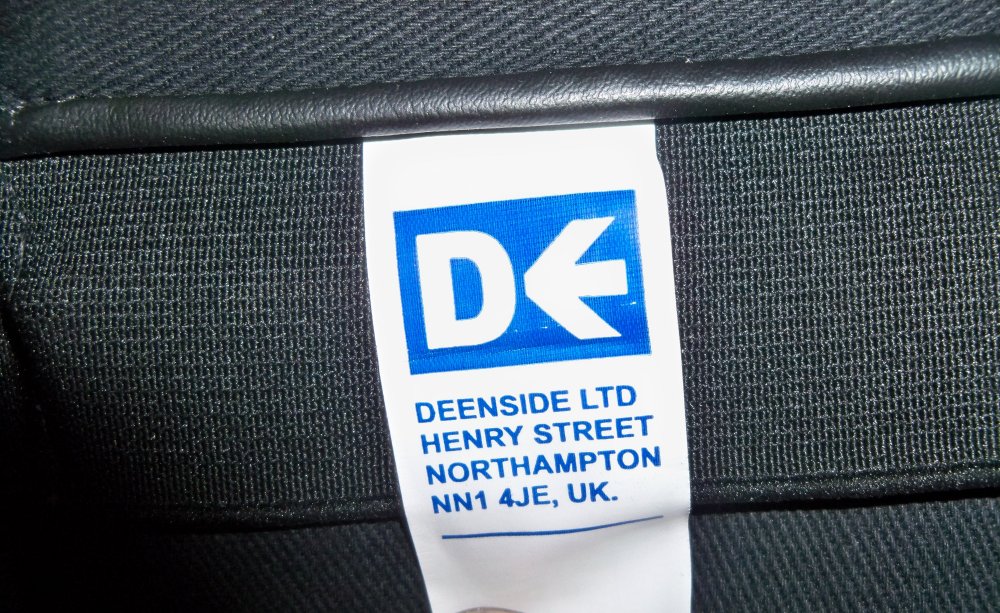 DE
DEENSIDE LTD
HENRY STREET
NORTHAMPTON
NN1 4JE, UK.